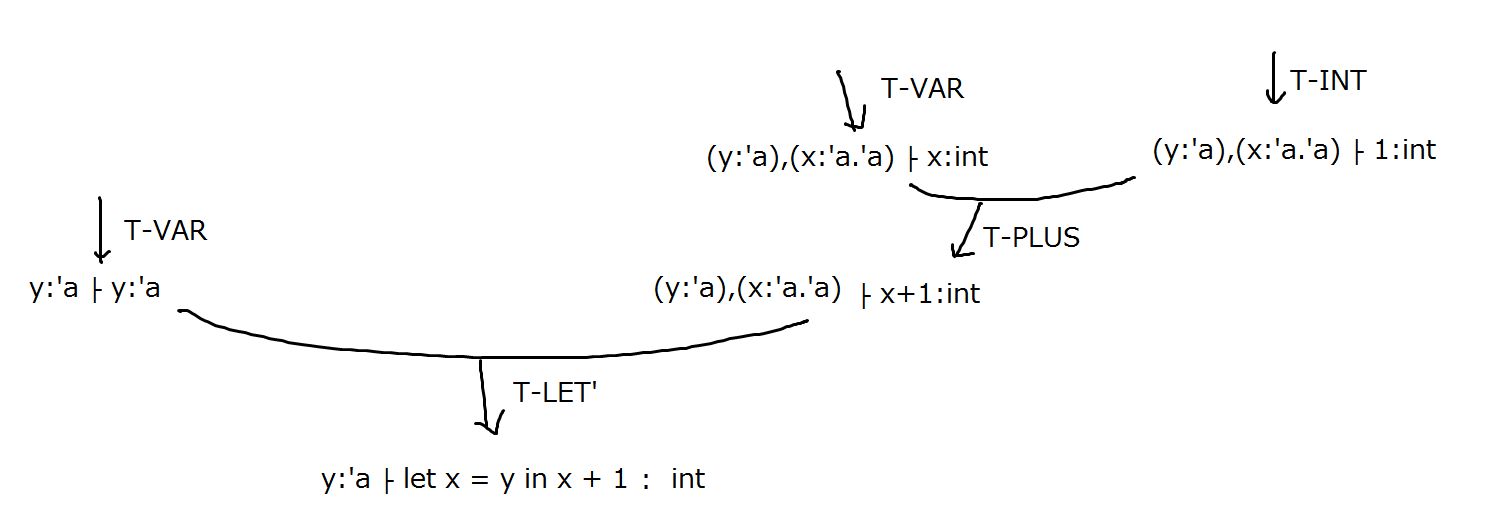 T-VAR
T-INT
(y:'a),(x:'a.'a) ├ x:int
(y:'a),(x:'a.'a) ├ 1:int
T-VAR
T-PLUS
y:'a ├ y:'a
(y:'a),(x:'a.'a) ├ x+1:int
T-LET'
y:'a ├ let x = y in x + 1 : int